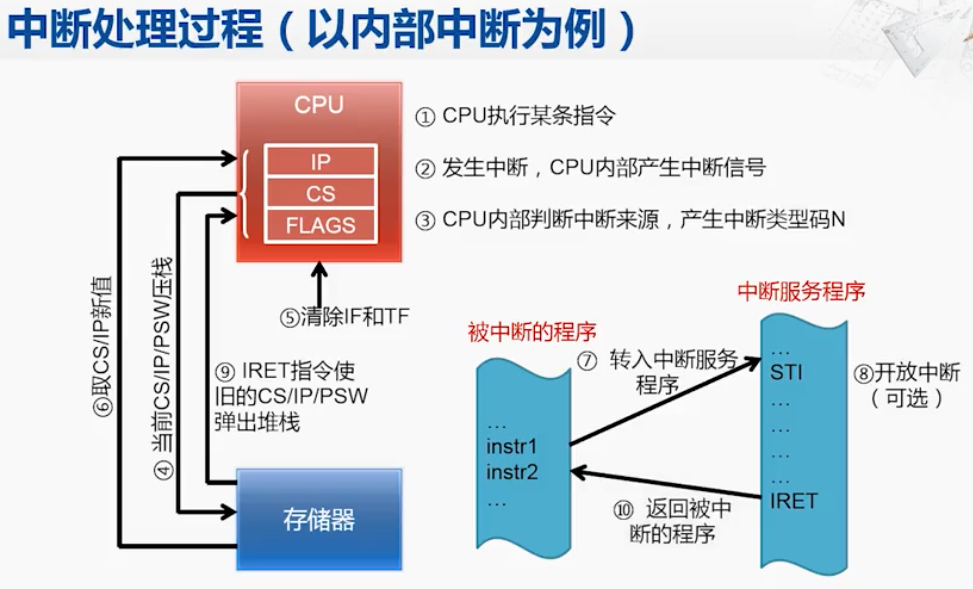 中断处理过程（以内部中断为例）
CPU
IP
CS
FLAGS
① CPU执行某条指令
② 发生中断，CPU内部产生中断信号
③ CPU内部判断中断来源，产生中断类型码N
⑥取CS/IP新值
④ 当前CS/IP/PSW压栈
⑤清除IF和TF
⑨ IRET指令使
旧的CS/IP/PSW
弹出堆栈
存储器
被中断的程序
…
instr1
instr2
…
⑦ 转入中断服务
程序
⑩ 返回被中
断的程序
中断服务程序
…
STI
…
…
…
…
IRET
⑧开放中断
（可选）